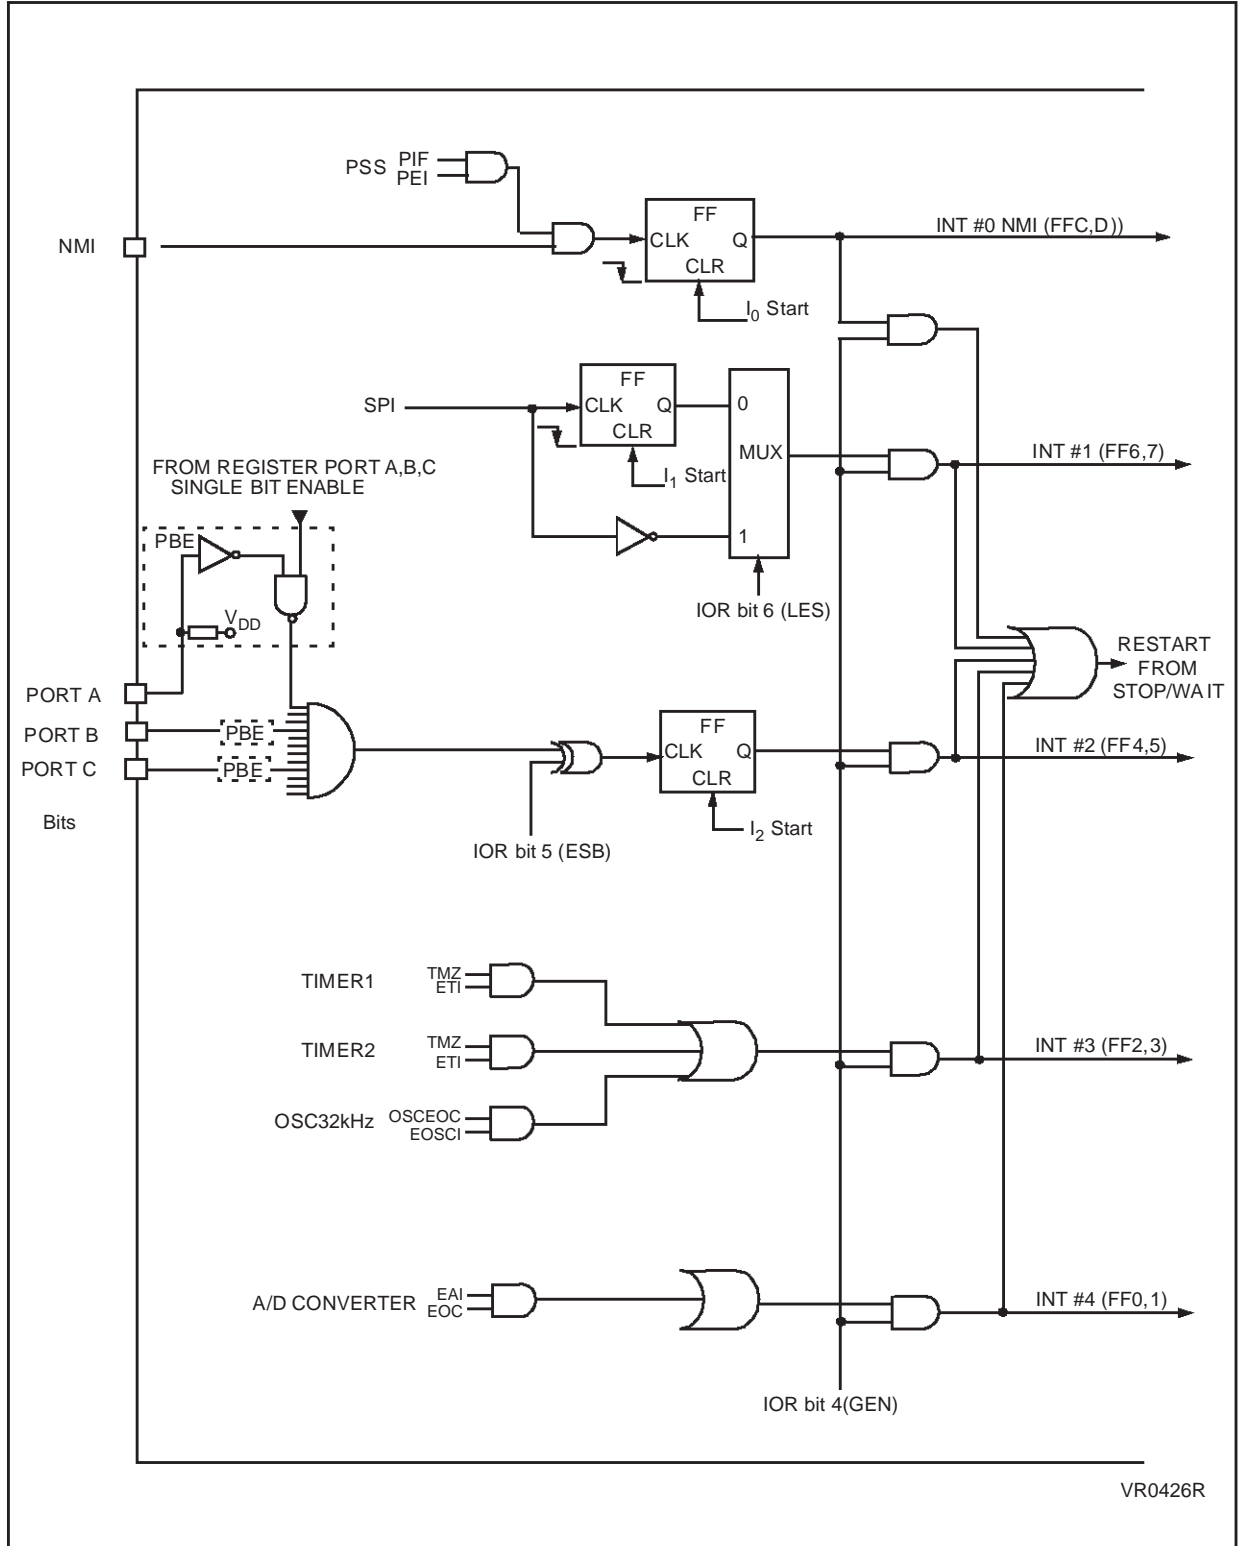 PSS PIF
PEI
FF
CLK Q
CLR
I0 Start
NMI
INT #0 NMI (FFC,D))
SPI
FF
CLK Q
CLR
I1 Start
0
MUX
1
IOR bit 6 (LES)
INT #1 (FF6,7)
FROM REGISTER PORT A,B,C
SINGLE BIT ENABLE
PBE
VDD
PORT A
PORT B
PBE
PORT C
PBE
Bits
IOR bit 5 (ESB)
FF
CLK Q
CLR
I2 Start
RESTART
FROM
STOP/WAIT
INT #2 (FF4,5)
TIMER1 TMZ
ETI
TIMER2 TMZ
ETI
OSC32kHz OSCEOC
EOSCI
INT #3 (FF2,3)
A/D CONVERTER EAI
EOC
INT #4 (FF0,1)
IOR bit 4(GEN)
VR0426R